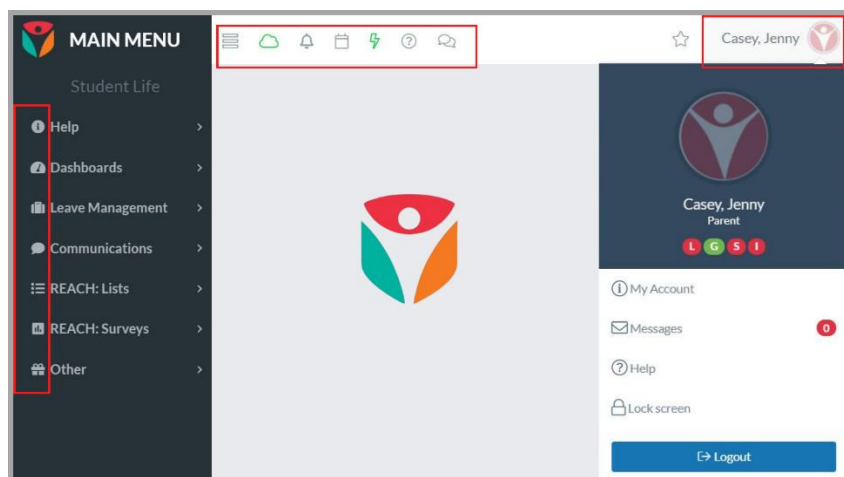 MAIN MENU
Casey, Jenny
Student Life
Help
Dashboards
Leave Management
Communications
REACH: Lists
REACH: Surveys
Other
Casey, Jenny
Parent
L G S I
My Account
Messages 0
Help
Lock screen
Logout